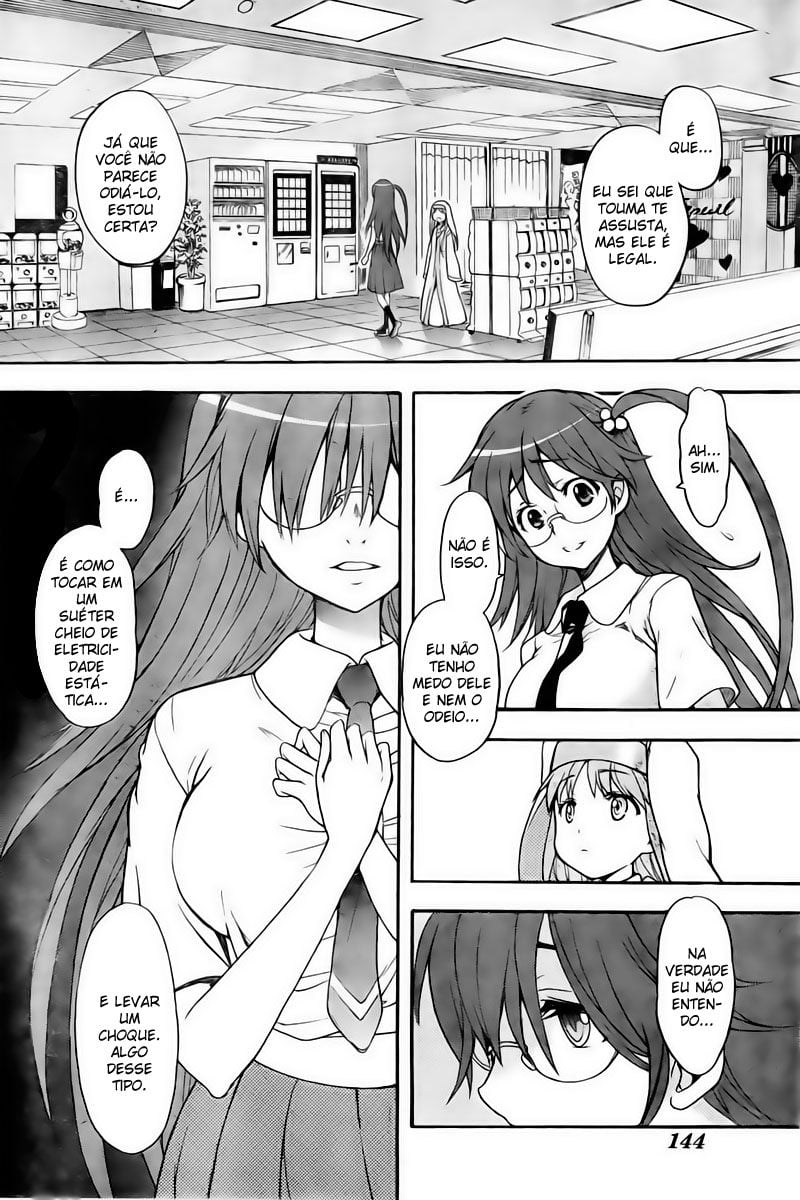 É
QUE...
EU SEI QUE
TOUMA TE
ASSUSTA,
MAS ELE É
LEGAL.
JÁ QUE
VOCÊ NÃO
PARECE
ODIÁ-LO,
ESTOU
CERTA?
AH...
SIM.
NÃO É
ISSO.
EU NÃO
TENHO
MEDO DELE
E NEM O
ODEIO...
NA
VERDADE
EU NÃO
ENTEN-
DO...
É...
É COMO
TOCAR EM
UM
SUÉTER
CHEIO DE
ELETRICI-
DADE
ESTÁ-
TICA...
E LEVAR
UM
CHOQUE.
ALGO
DESSE
TIPO.
144